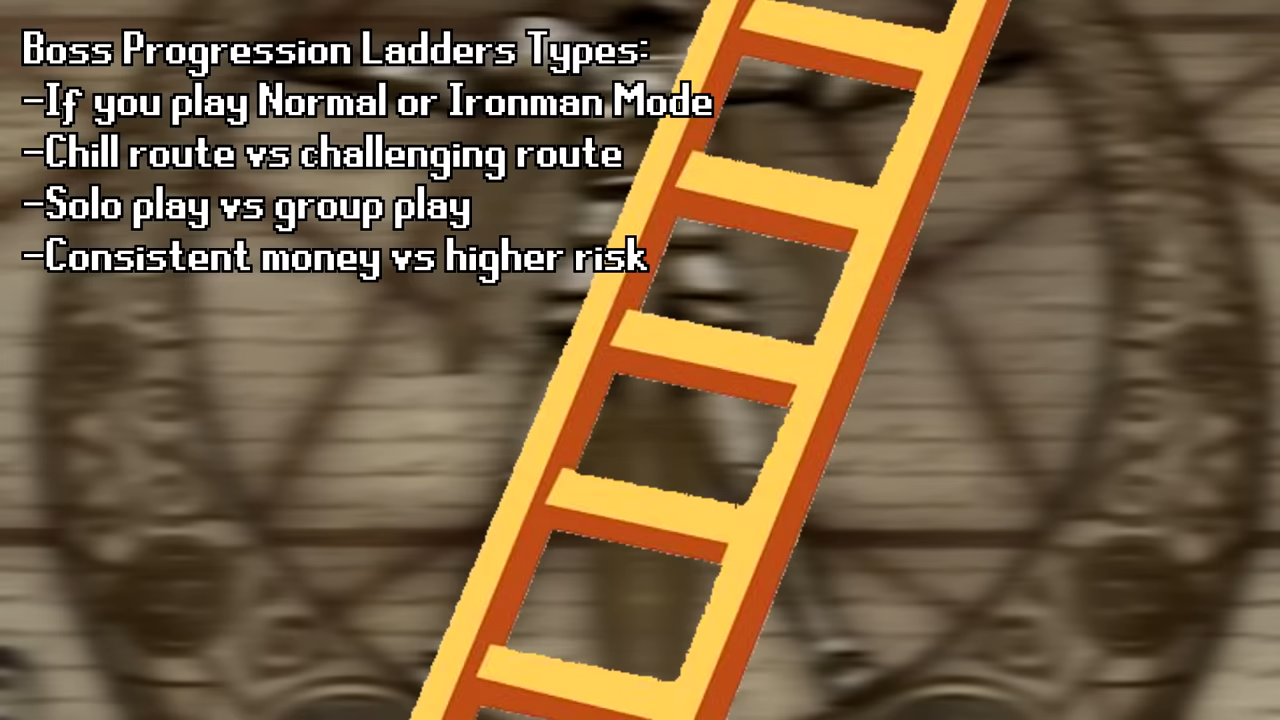 Boss Progression Ladders Types:
-If you play Normal or Ironman Mode
-Chill route vs challenging route
-Solo play vs group play
-Consistent money vs higher risk